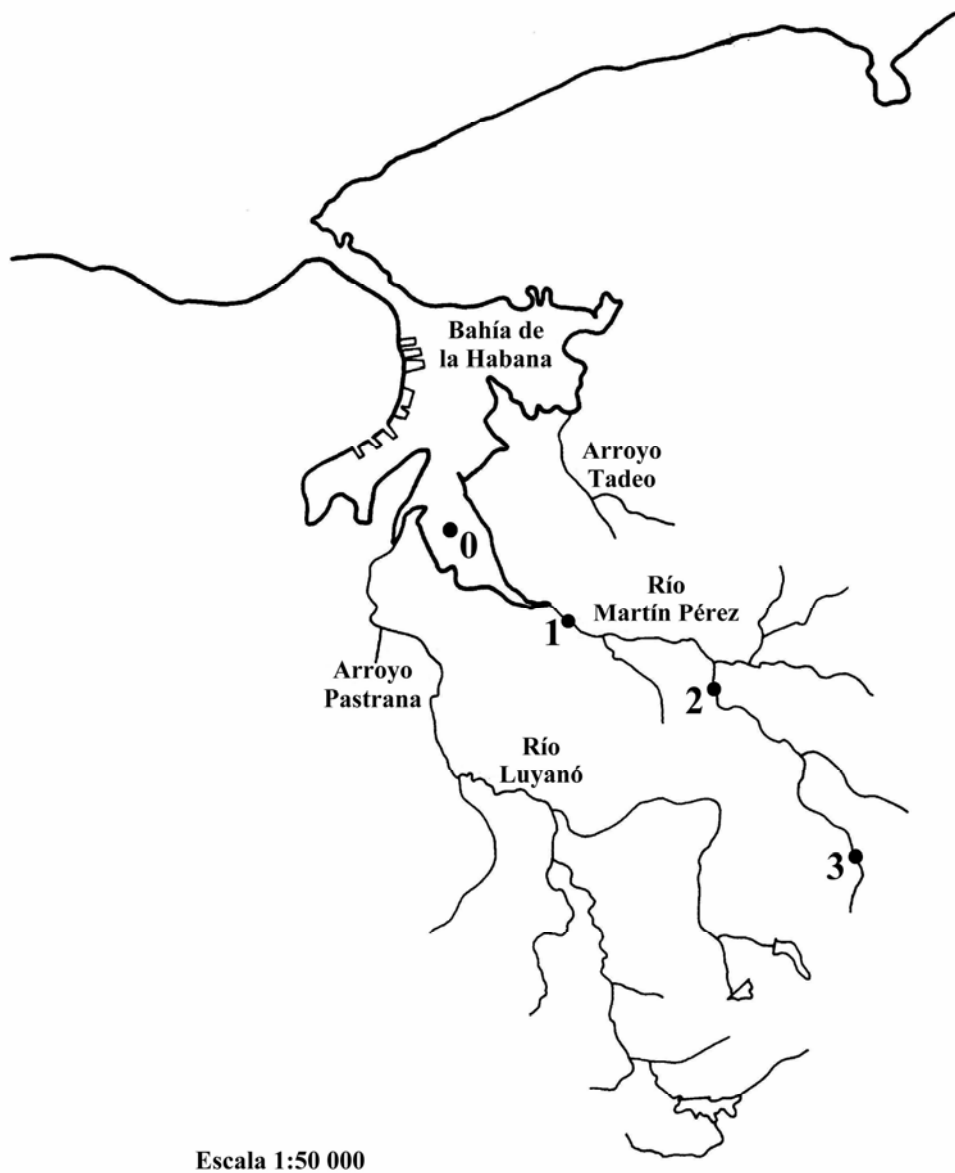 Bahía de
la Habana
Arroyo
Tadeo
0
Río
Martín Pérez
1
Arroyo
Pastrana
2
Río
Luyanó
3
Escala 1:50 000